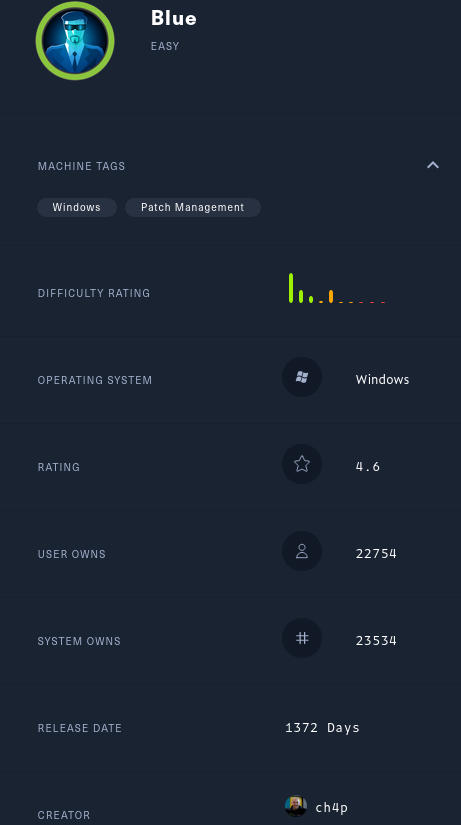 Blue
EASY
MACHINE TAGS
Windows Patch Management
DIFFICULTY RATING
OPERATING SYSTEM Windows
RATING 4.6
USER OWNS 22754
SYSTEM OWNS 23534
RELEASE DATE 1372 Days
CREATOR ch4p